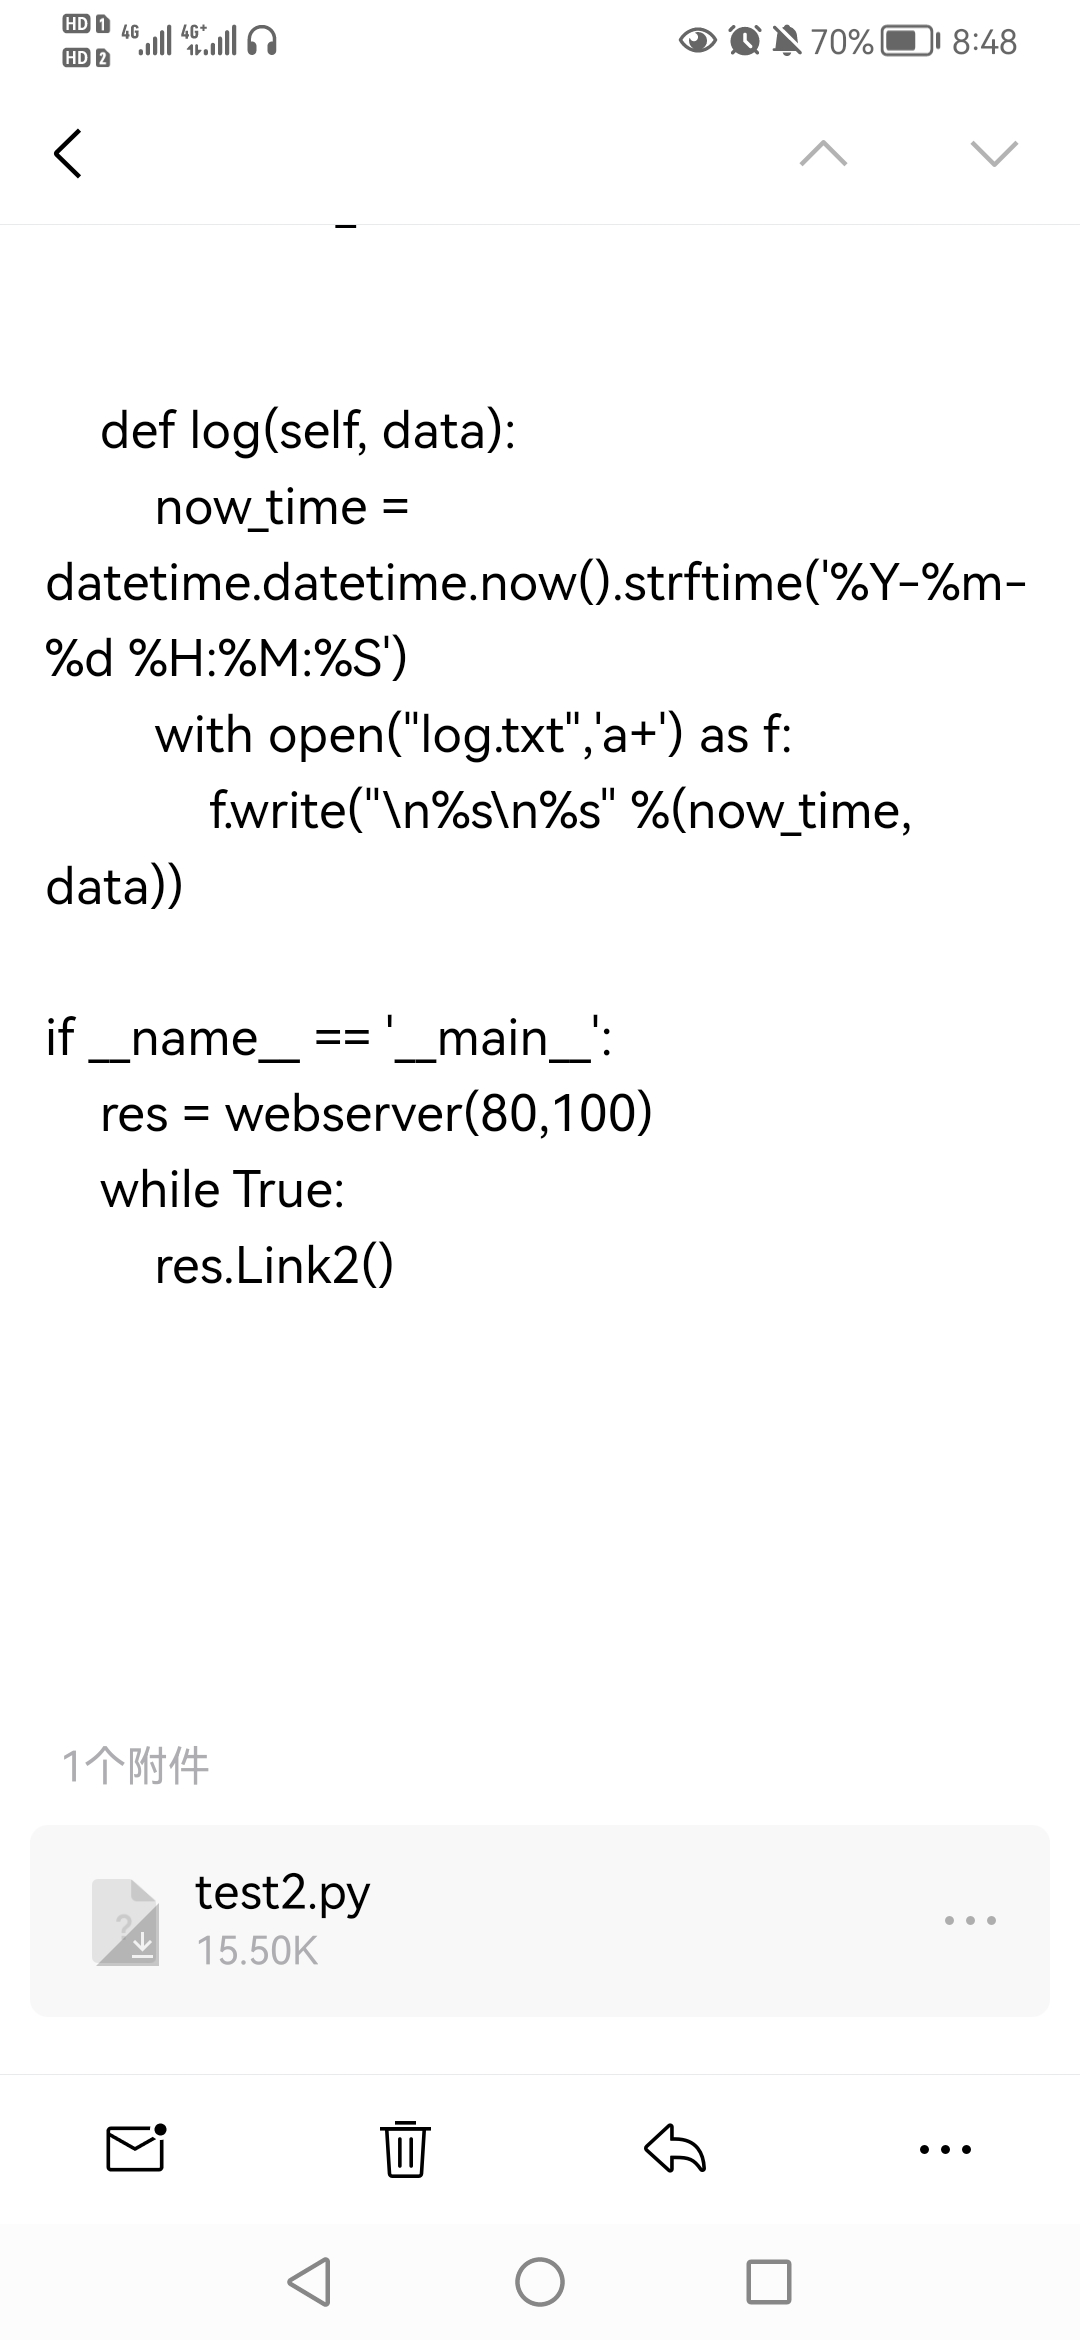 HD 1 4G 4G+ 70% 8:48
HD 2
def log(self, data):
now_time =
datetime.datetime.now().strftime('%Y-%m-
%d %H:%M:%S')
with open("log.txt",'a+') as f:
f.write("\n%s\n%s" %(now_time,
data))
if __name__ == '__main__':
res = webserver(80,100)
while True:
res.Link2()
1个附件
test2.py
15.50K